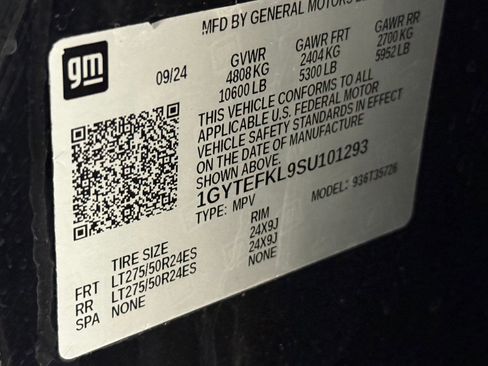 MFD BY GENERAL MOTORS
gm
09/24
GVWR GAWR FRT GAWR RR
4808 KG 2404 KG 2700 KG
10600 LB 5300 LB 5952 LB
THIS VEHICLE CONFORMS TO ALL
APPLICABLE U.S. FEDERAL MOTOR
VEHICLE SAFETY STANDARDS IN EFFECT
ON THE DATE OF MANUFACTURE
SHOWN ABOVE.
1GYTEFKL9SU101293
TYPE: MPV MODEL: 936T35726
TIRE SIZE RIM
FRT LT275/50R24ES 24X9J
RR LT275/50R24ES 24X9J
SPA NONE NONE